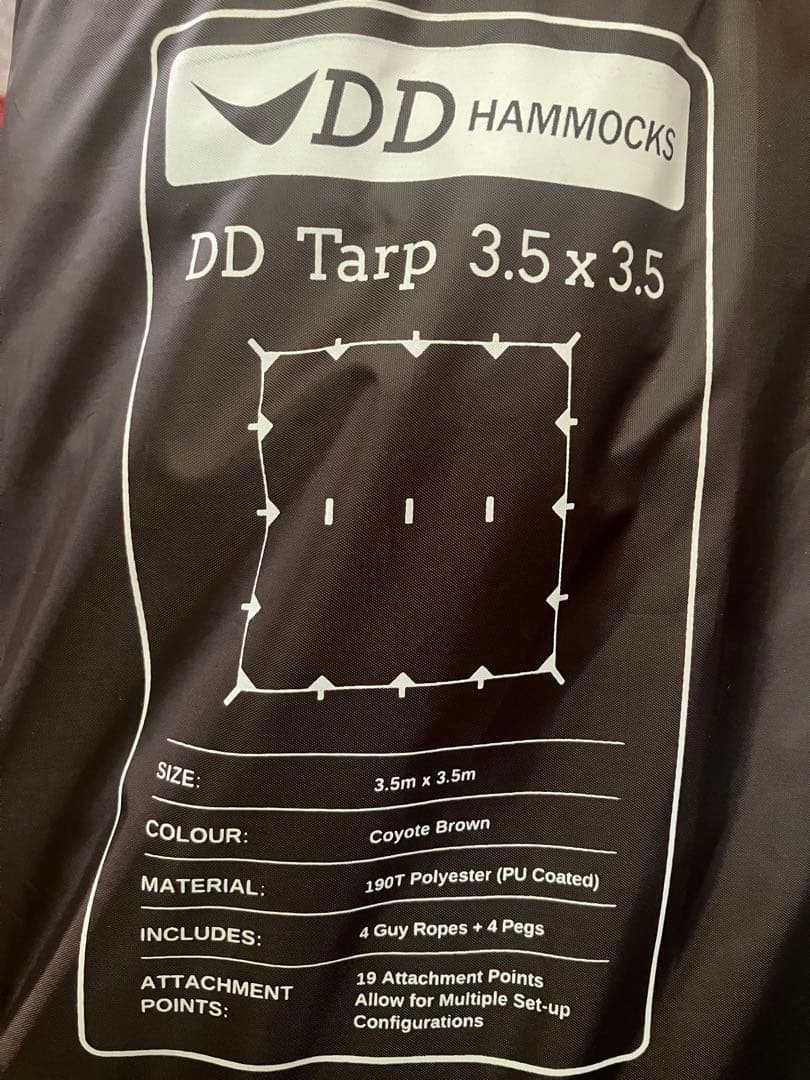 DD HAMMOCKS
DD Tarp 3.5 x 3.5
SIZE: 3.5m x 3.5m
COLOUR: Coyote Brown
MATERIAL: 190T Polyester (PU Coated)
INCLUDES: 4 Guy Ropes + 4 Pegs
ATTACHMENT POINTS: 19 Attachment Points
Allow for Multiple Set-up
Configurations